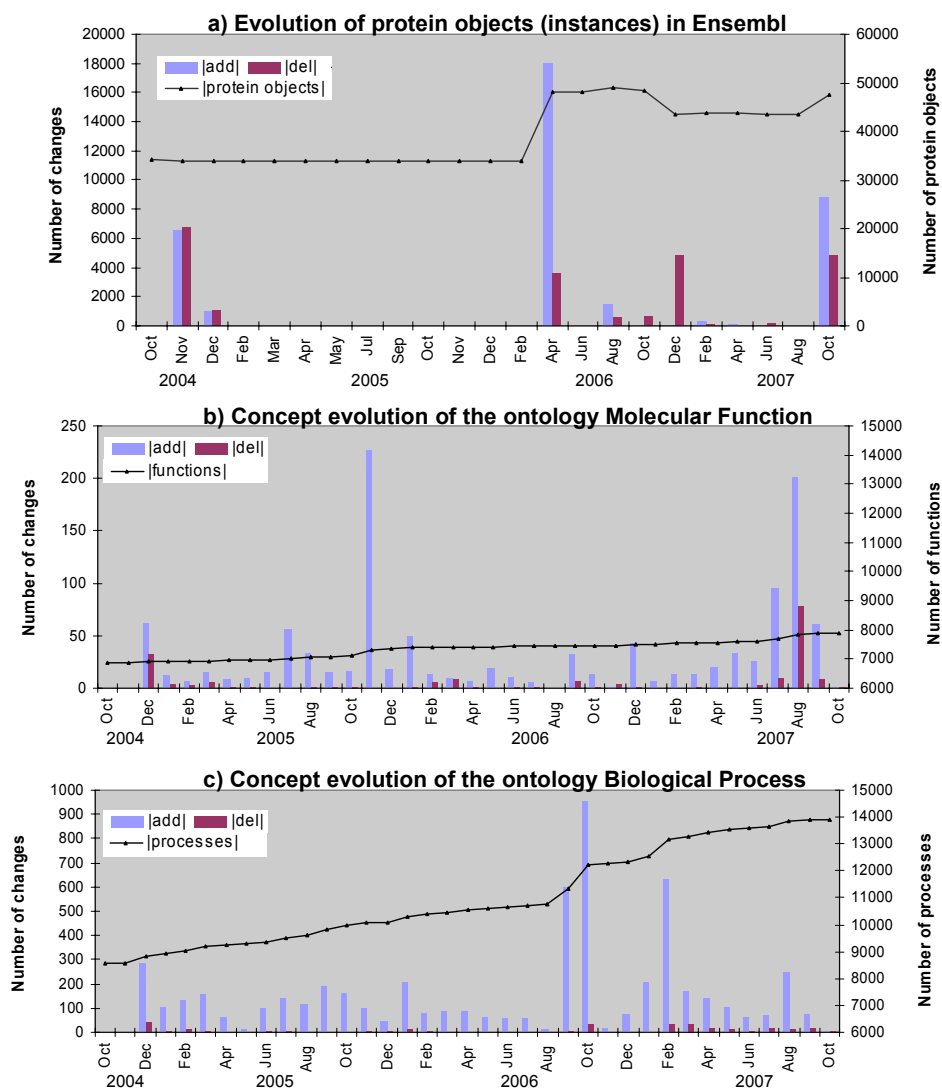 a) Evolution of protein objects (instances) in Ensembl
20000 60000
18000
|add| |del|
|protein objects|
50000
16000
14000
40000
12000
10000 30000
8000
20000
6000
4000
10000
2000
0 0
Number of changes
Number of protein objects
Oct Nov Dec Feb Mar Apr May Jul Sep Oct Nov Dec Feb Apr Jun Aug Oct Dec Feb Apr Jun Aug Oct
2004 2005 2006 2007
b) Concept evolution of the ontology Molecular Function
250 15000
|add| |del|
|functions|
14000
200
13000
12000
150
11000
10000
100
9000
50
8000
7000
0 6000
Number of changes
Number of functions
Oct Dec Feb Apr Jun Aug Oct Dec Feb Apr Jun Aug Oct Dec Feb Apr Jun Aug Oct
2004 2005 2006 2007
c) Concept evolution of the ontology Biological Process
1000 15000
900
|add| |del|
|processes|
14000
800
13000
700
12000
600
11000
500
10000
400
300
9000
200
8000
100
7000
0 6000
Number of changes
Number of processes
Oct Dec Feb Apr Jun Aug Oct Dec Feb Apr Jun Aug Oct Dec Feb Apr Jun Aug Oct
2004 2005 2006 2007